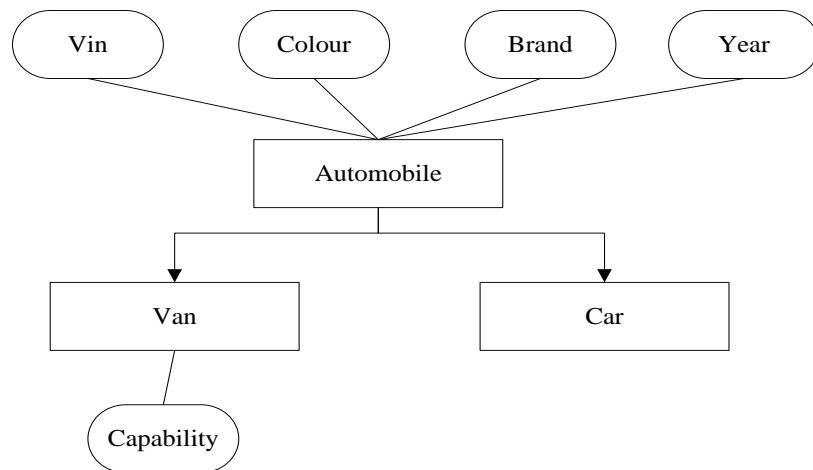 Vin
Colour
Brand
Year
Automobile
Van
Car
Capability